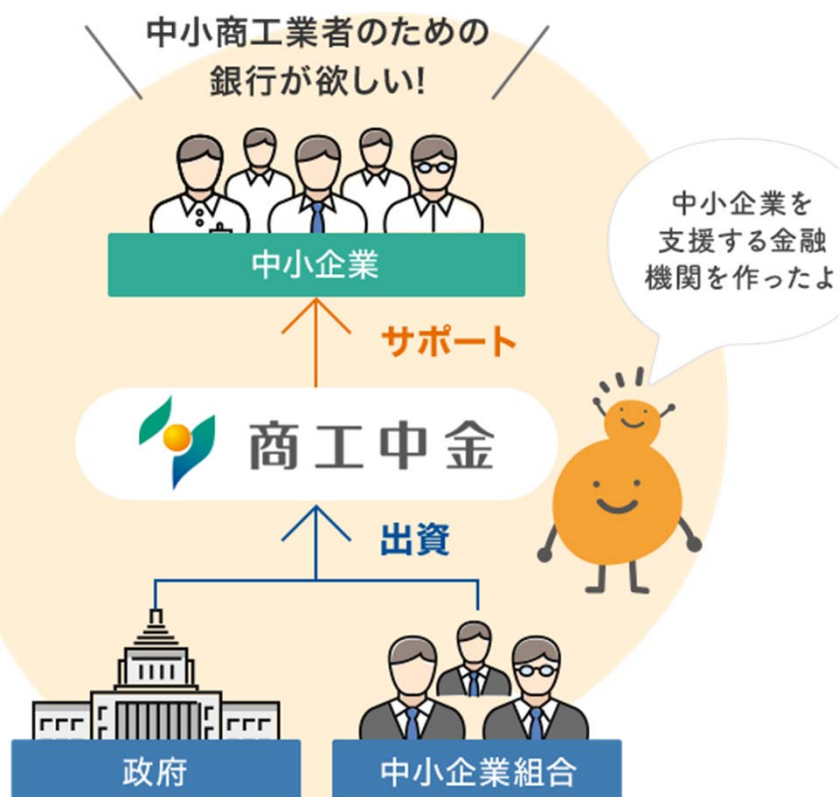 中小商工業者のための
銀行が欲しい!
中小企業
中小企業を
支援する金融
機関を作ったよ
サポート
商工中金
出資
政府
中小企業組合